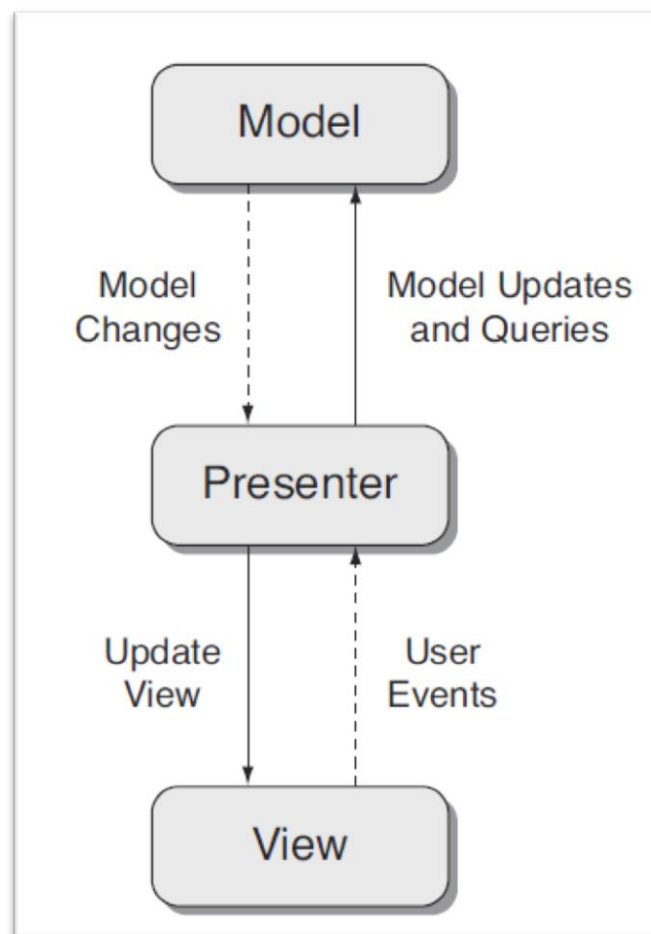 Model
Model
Changes
Model Updates
and Queries
Presenter
Update
View
User
Events
View